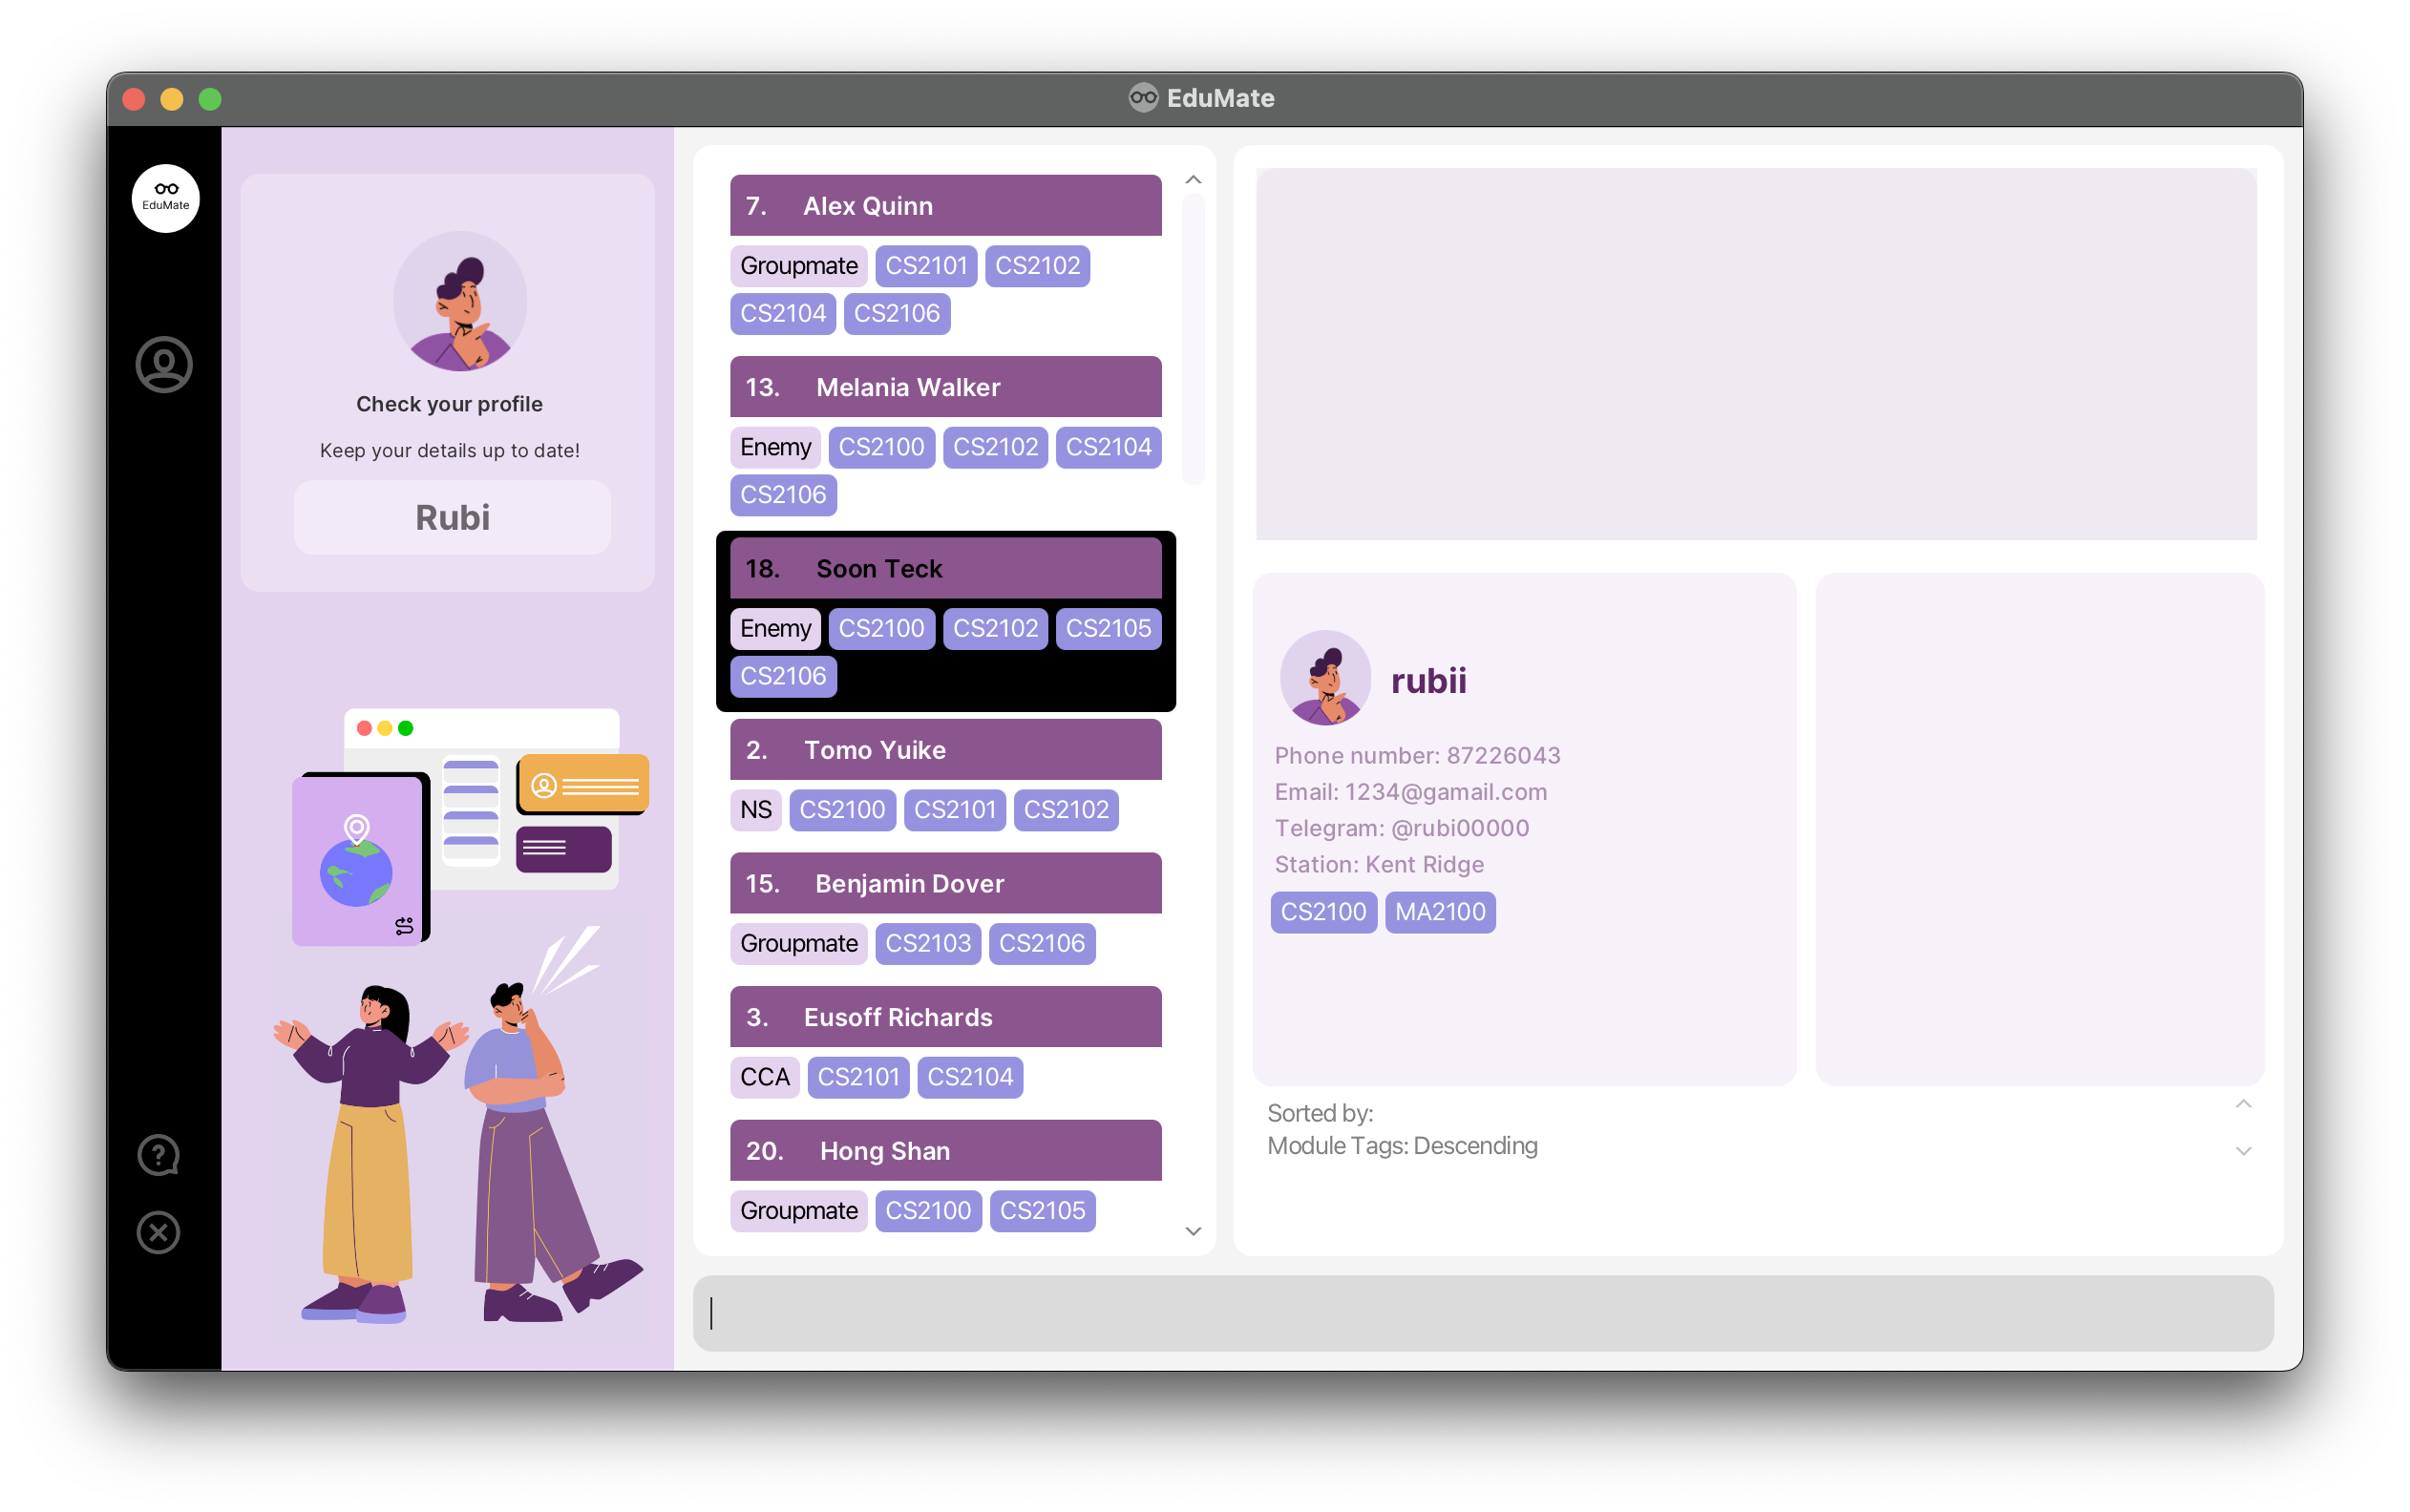 EduMate
EduMate
Check your profile
Keep your details up to date!
Rubi
7. Alex Quinn
Groupmate CS2101 CS2102
CS2104 CS2106
13. Melania Walker
Enemy CS2100 CS2102 CS2104
CS2106
18. Soon Teck
Enemy CS2100 CS2102 CS2105
CS2106
2. Tomo Yuike
NS CS2100 CS2101 CS2102
15. Benjamin Dover
Groupmate CS2103 CS2106
3. Eusoff Richards
CCA CS2101 CS2104
20. Hong Shan
Groupmate CS2100 CS2105
rubii
Phone number: 87226043
Email: 1234@gamail.com
Telegram: @rubi00000
Station: Kent Ridge
CS2100 MA2100
Sorted by:
Module Tags: Descending